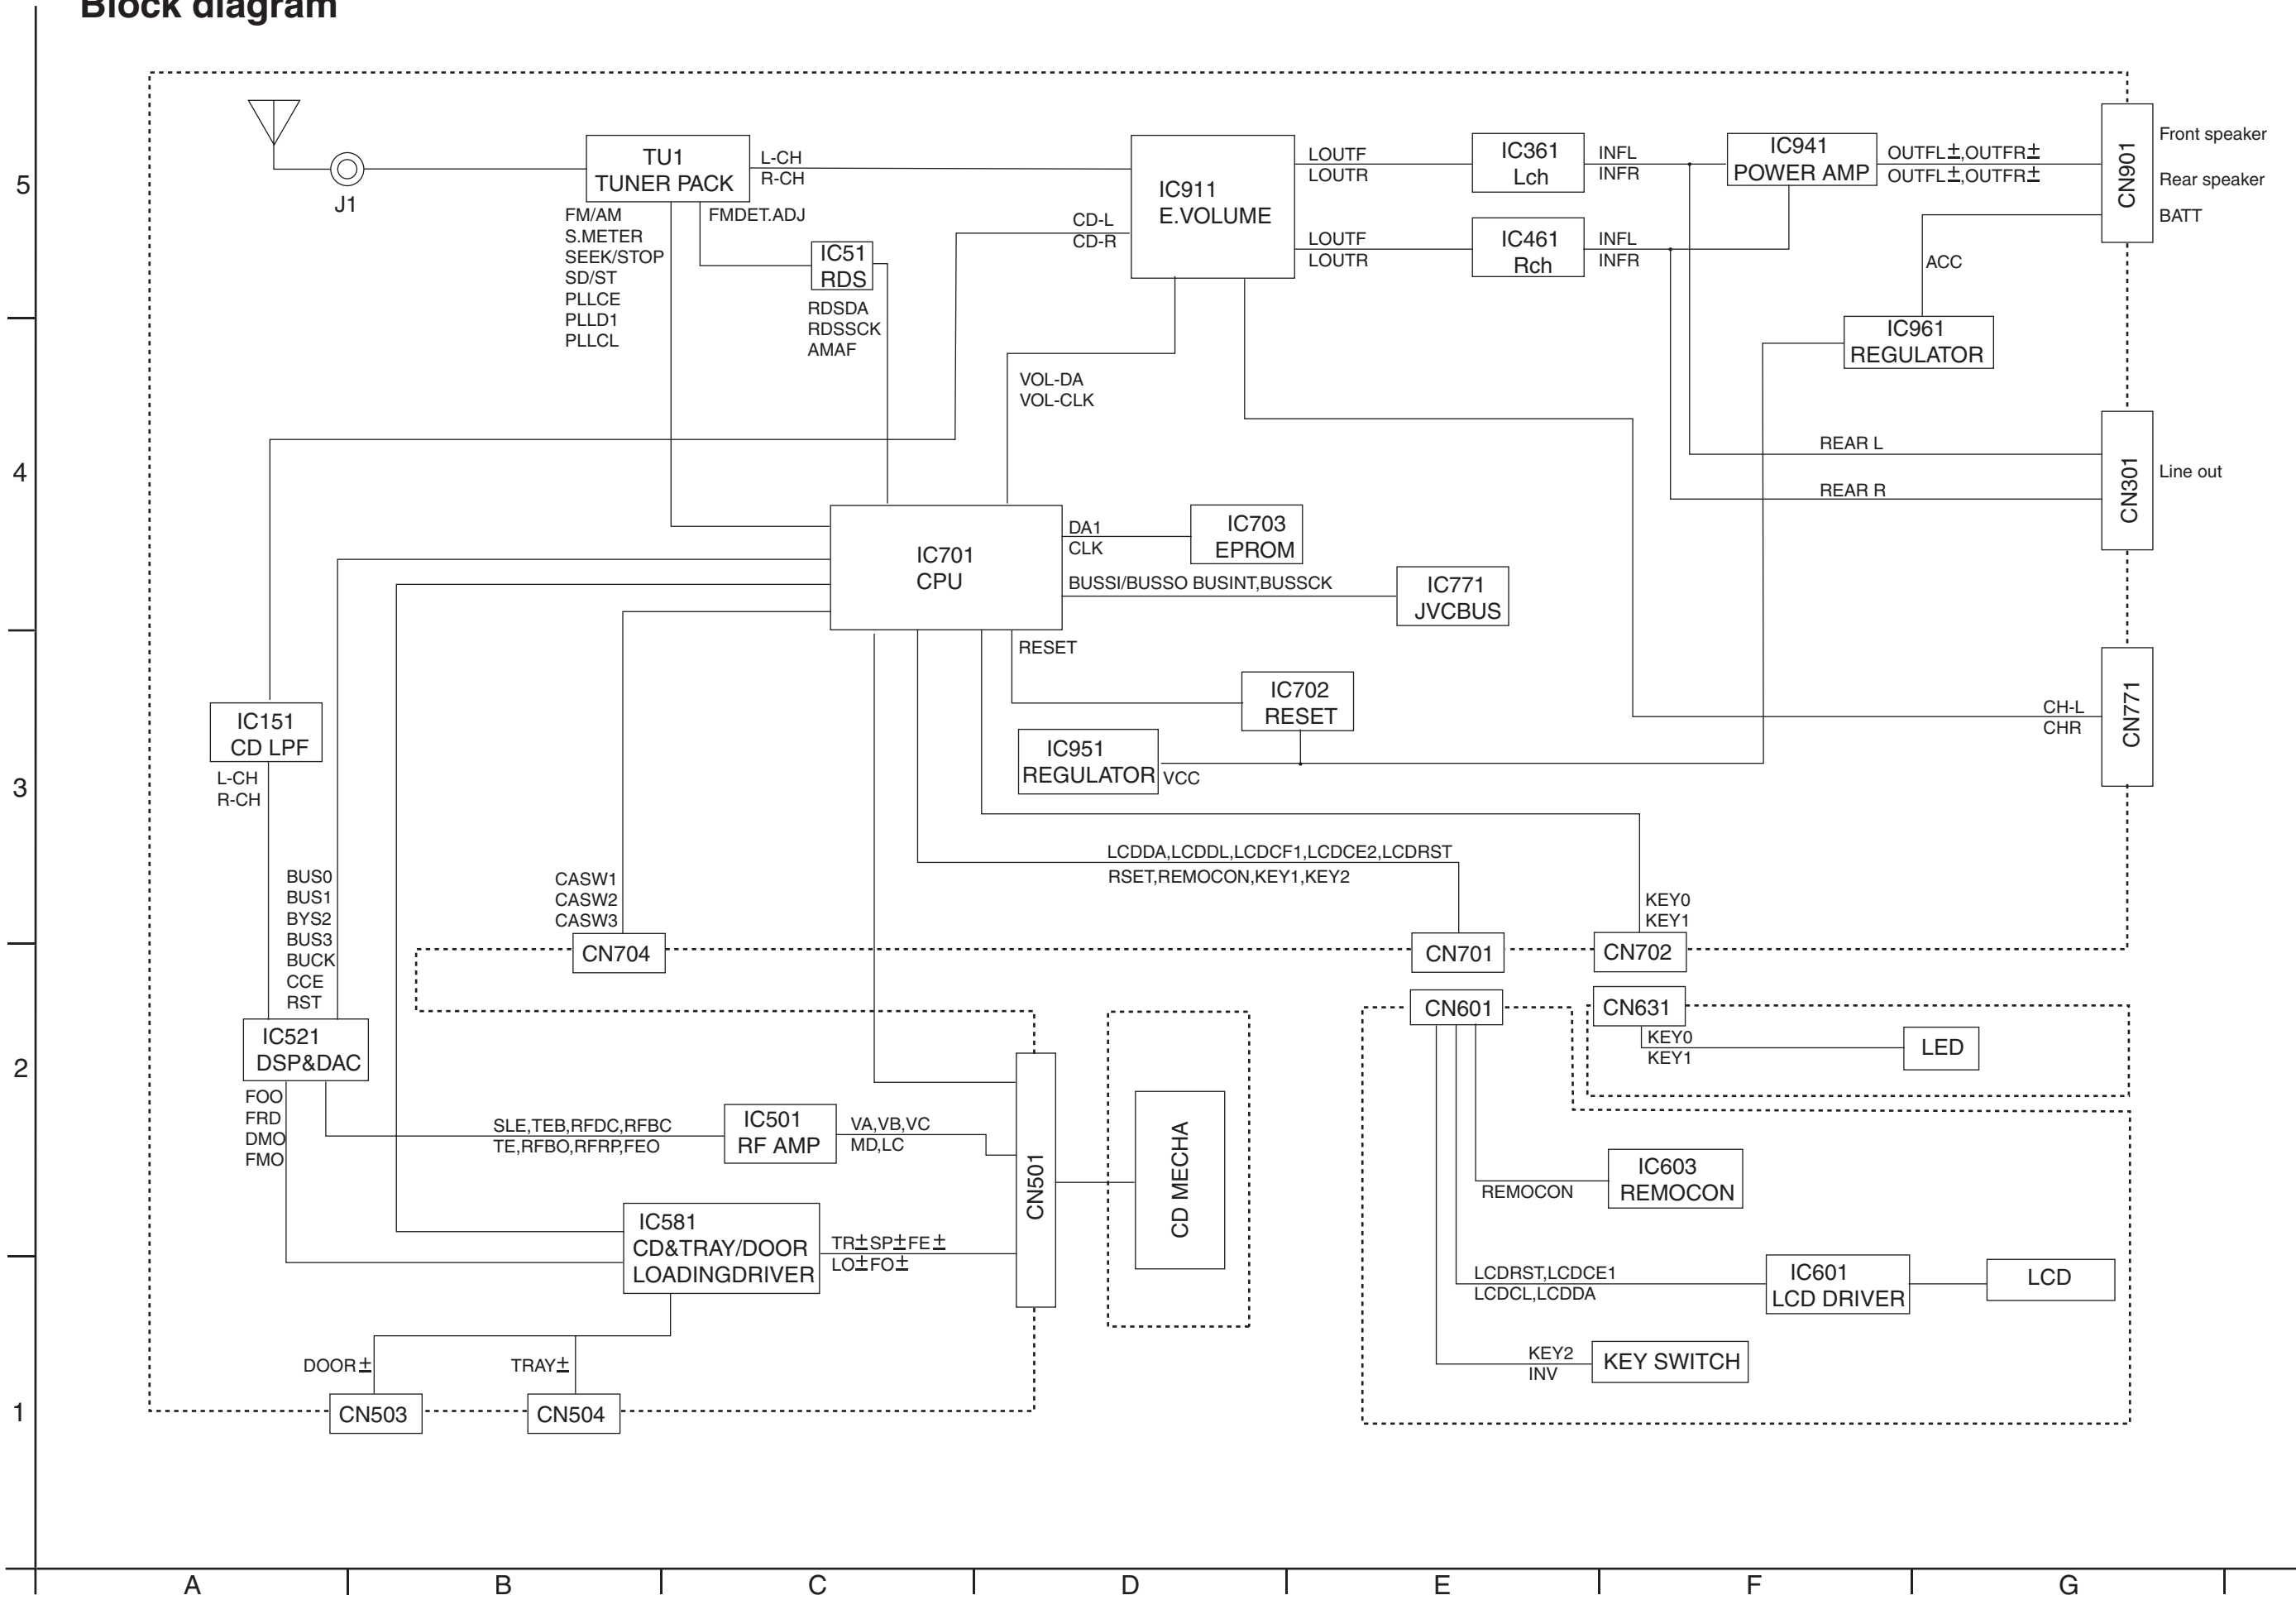 Block diagram
5
4
3
2
1
A
B
C
D
E
F
G
J1
TU1
TUNER PACK
L-CH
R-CH
FM/AM
S.METER
SEEK/STOP
SD/ST
PLLCE
PLLD1
PLLCL
FMDET.ADJ
IC51
RDS
RDSDA
RDSSCK
AMAF
CD-L
CD-R
IC911
E.VOLUME
LOUTF
LOUTR
LOUTF
LOUTR
IC361
Lch
IC461
Rch
INFL
INFR
INFL
INFR
IC941
POWER AMP
OUTFL±,OUTFR±
OUTFL±,OUTFR±
CN901
Front speaker
Rear speaker
BATT
ACC
IC961
REGULATOR
VOL-DA
VOL-CLK
REAR L
REAR R
CN301
Line out
IC701
CPU
DA1
CLK
IC703
EPROM
BUSSI/BUSSO BUSINT,BUSSCK
IC771
JVCBUS
RESET
IC702
RESET
IC951
REGULATOR
VCC
CH-L
CHR
CN771
IC151
CD LPF
L-CH
R-CH
BUS0
BUS1
BYS2
BUS3
BUCK
CCE
RST
CASW1
CASW2
CASW3
LCDDA,LCDDL,LCDCF1,LCDCE2,LCDRST
RSET,REMOCON,KEY1,KEY2
KEY0
KEY1
CN704
CN701
CN702
CN601
CN631
KEY0
KEY1
LED
IC521
DSP&DAC
FOO
FRD
DMO
FMO
SLE,TEB,RFDC,RFBC
TE,RFBO,RFRP,FEO
IC501
RF AMP
VA,VB,VC
MD,LC
CN501
CD MECHA
IC603
REMOCON
REMOCON
IC581
CD&TRAY/DOOR
LOADINGDRIVER
TR±SP±FE±
LO±FO±
LCDRST,LCDCE1
LCDCL,LCDDA
IC601
LCD DRIVER
LCD
KEY2
INV
KEY SWITCH
DOOR±
TRAY±
CN503
CN504